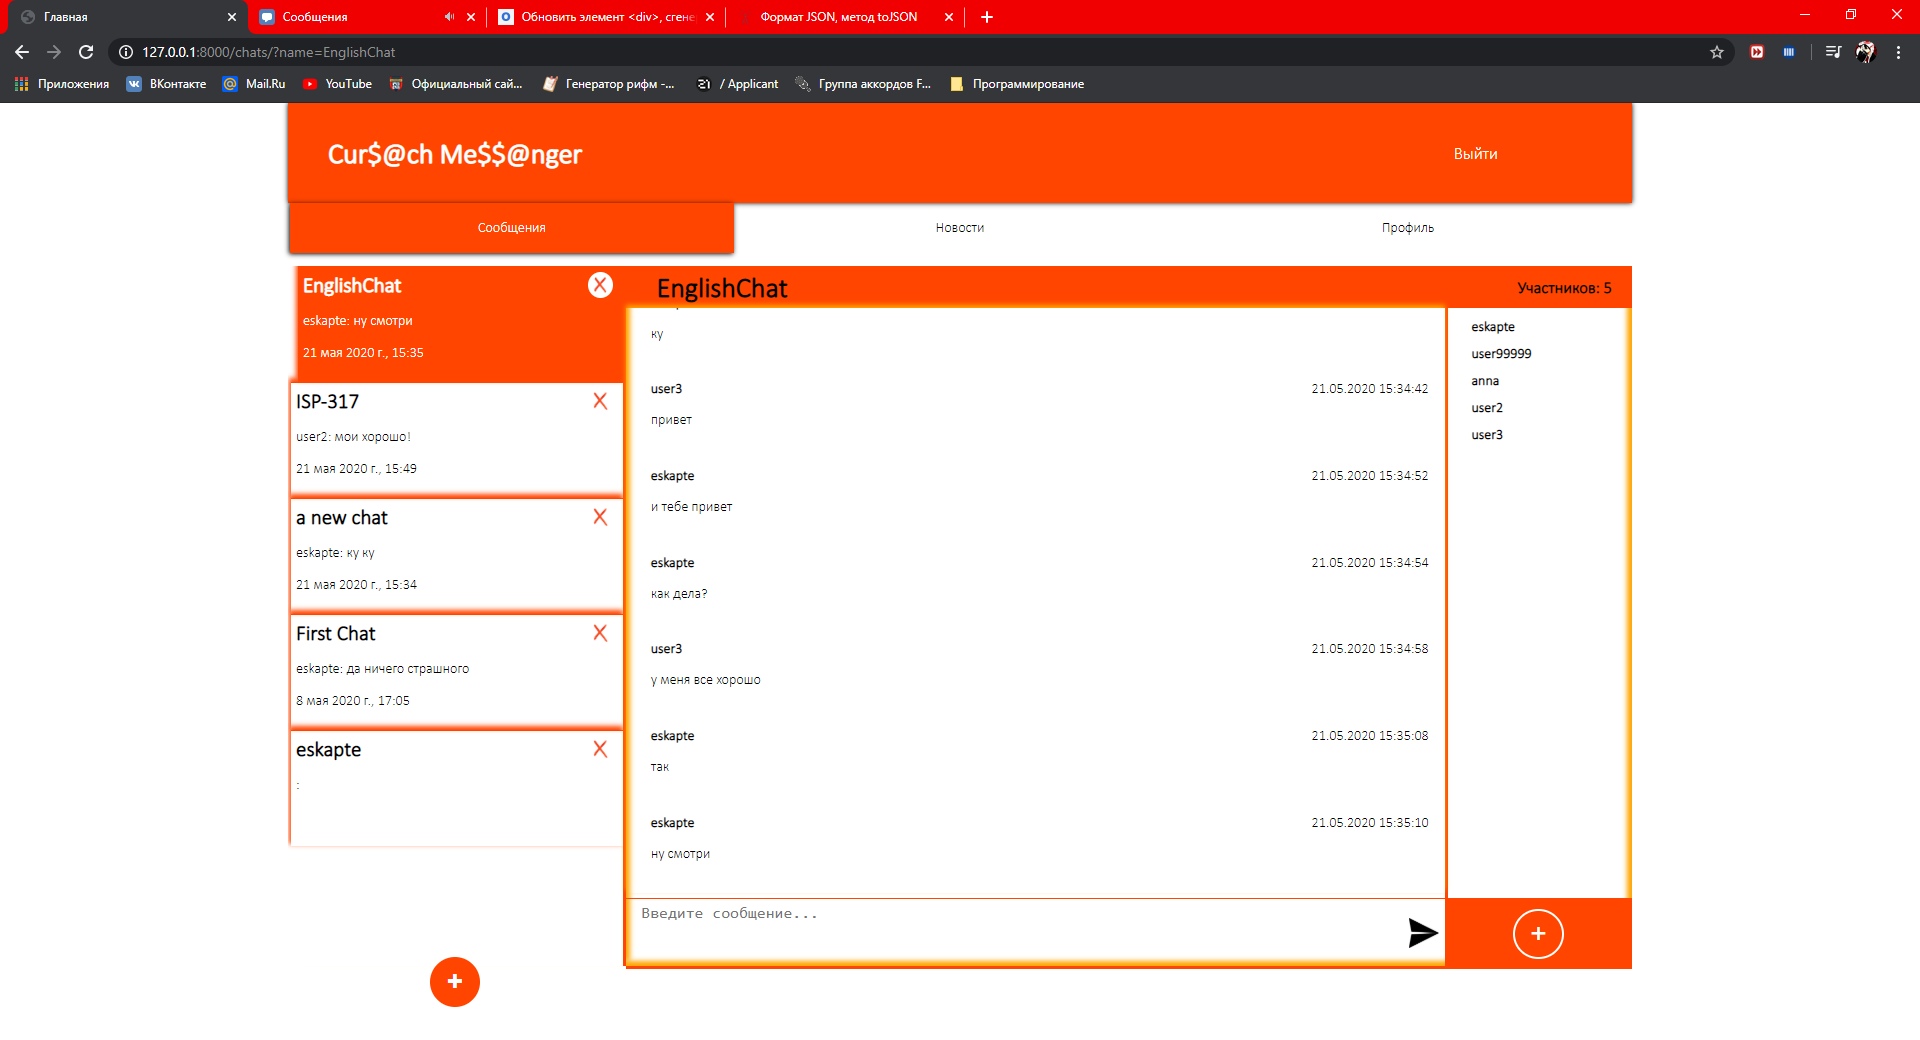 Главная
Сообщения
Обновить элемент <div>, сгене
Формат JSON, метод toJSON
127.0.0.1:8000/chats/?name=EnglishChat
Приложения
ВКонтакте
Mail.Ru
YouTube
Официальный сай...
Генератор рифм -...
/ Applicant
Группа аккордов F...
Программирование
Cur$@ch Me$$@nger
Выйти
Сообщения
Новости
Профиль
EnglishChat
X
eskapte: ну смотри
21 мая 2020 г., 15:35
ISP-317
X
user2: мои хорошо!
21 мая 2020 г., 15:49
a new chat
X
eskapte: ку ку
21 мая 2020 г., 15:34
First Chat
X
eskapte: да ничего страшного
8 мая 2020 г., 17:05
eskapte
X
:
+
EnglishChat
Участников: 5
ку
user3
21.05.2020 15:34:42
привет
eskapte
21.05.2020 15:34:52
и тебе привет
eskapte
21.05.2020 15:34:54
как дела?
user3
21.05.2020 15:34:58
у меня все хорошо
eskapte
21.05.2020 15:35:08
так
eskapte
21.05.2020 15:35:10
ну смотри
Введите сообщение...
eskapte
user99999
anna
user2
user3
+